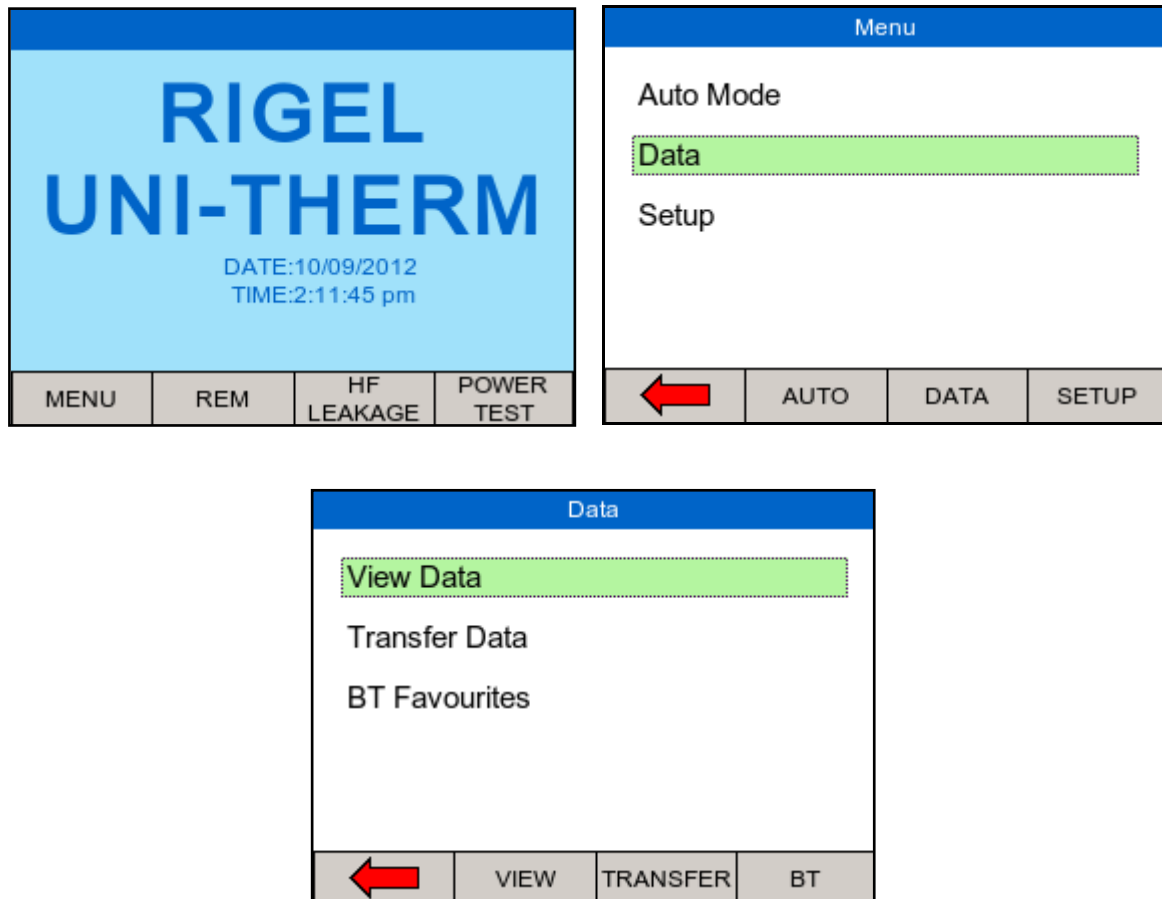 RIGEL
UNI-THERM
DATE:10/09/2012
TIME:2:11:45 pm
MENU
REM
HF
LEAKAGE
POWER
TEST
Menu
Auto Mode
Data
Setup
AUTO
DATA
SETUP
Data
View Data
Transfer Data
BT Favourites
VIEW
TRANSFER
BT